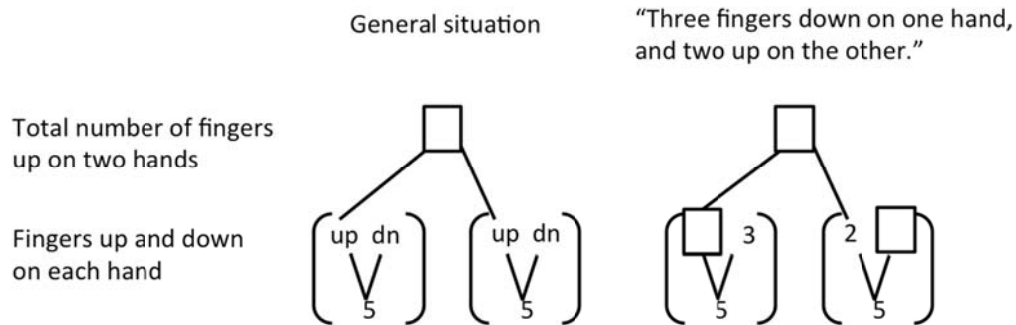 General situation
“Three fingers down on one hand,
and two up on the other.”
Total number of fingers
up on two hands
Fingers up and down
on each hand
up dn
5
up dn
5
3
5
2
5